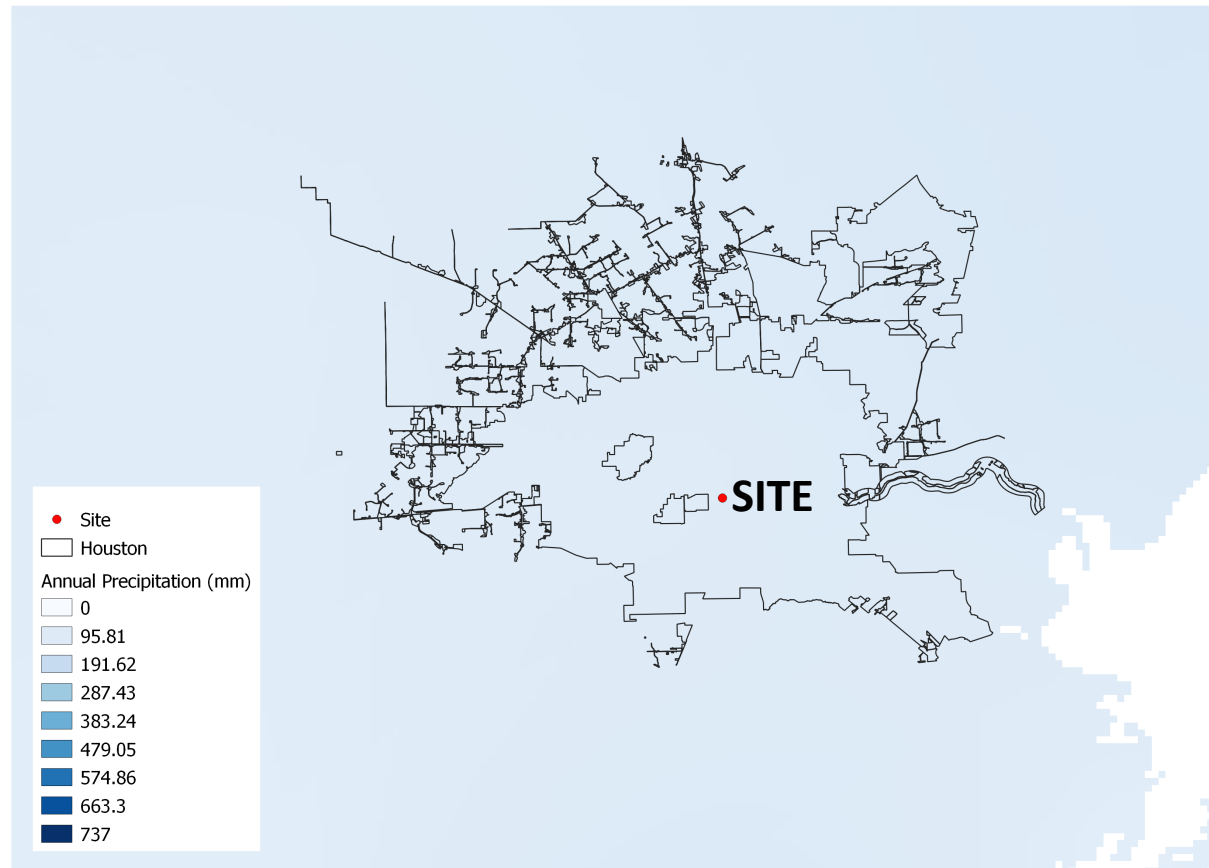 SITE
Site
Houston
Annual Precipitation (mm)
0
95.81
191.62
287.43
383.24
479.05
574.86
663.3
737